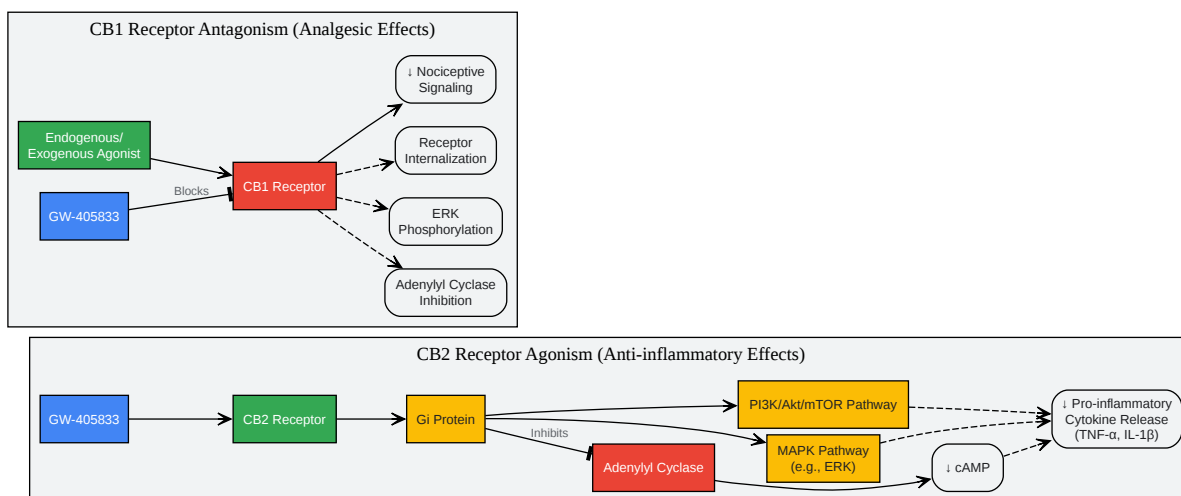 CB1 Receptor Antagonism (Analgesic Effects)
↓ Nociceptive
Signaling
Endogenous/
Exogenous Agonist
Receptor
Internalization
CB1 Receptor
Blocks
GW-405833
ERK
Phosphorylation
Adenylyl Cyclase
Inhibition
CB2 Receptor Agonism (Anti-inflammatory Effects)
GW-405833
CB2 Receptor
Gi Protein
Inhibits
PI3K/Akt/mTOR Pathway
MAPK Pathway
(e.g., ERK)
Adenylyl Cyclase
↓ cAMP
↓ Pro-inflammatory
Cytokine Release
(TNF-α, IL-1β)